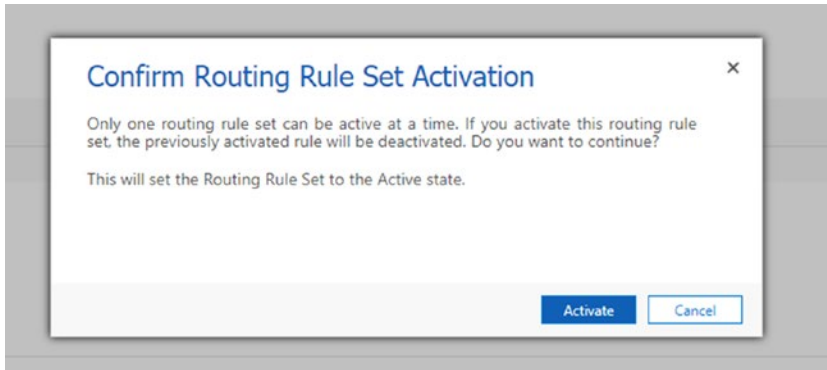 Confirm Routing Rule Set Activation
Only one routing rule set can be active at a time. If you activate this routing rule
set, the previously activated rule will be deactivated. Do you want to continue?
This will set the Routing Rule Set to the Active state.
Activate Cancel